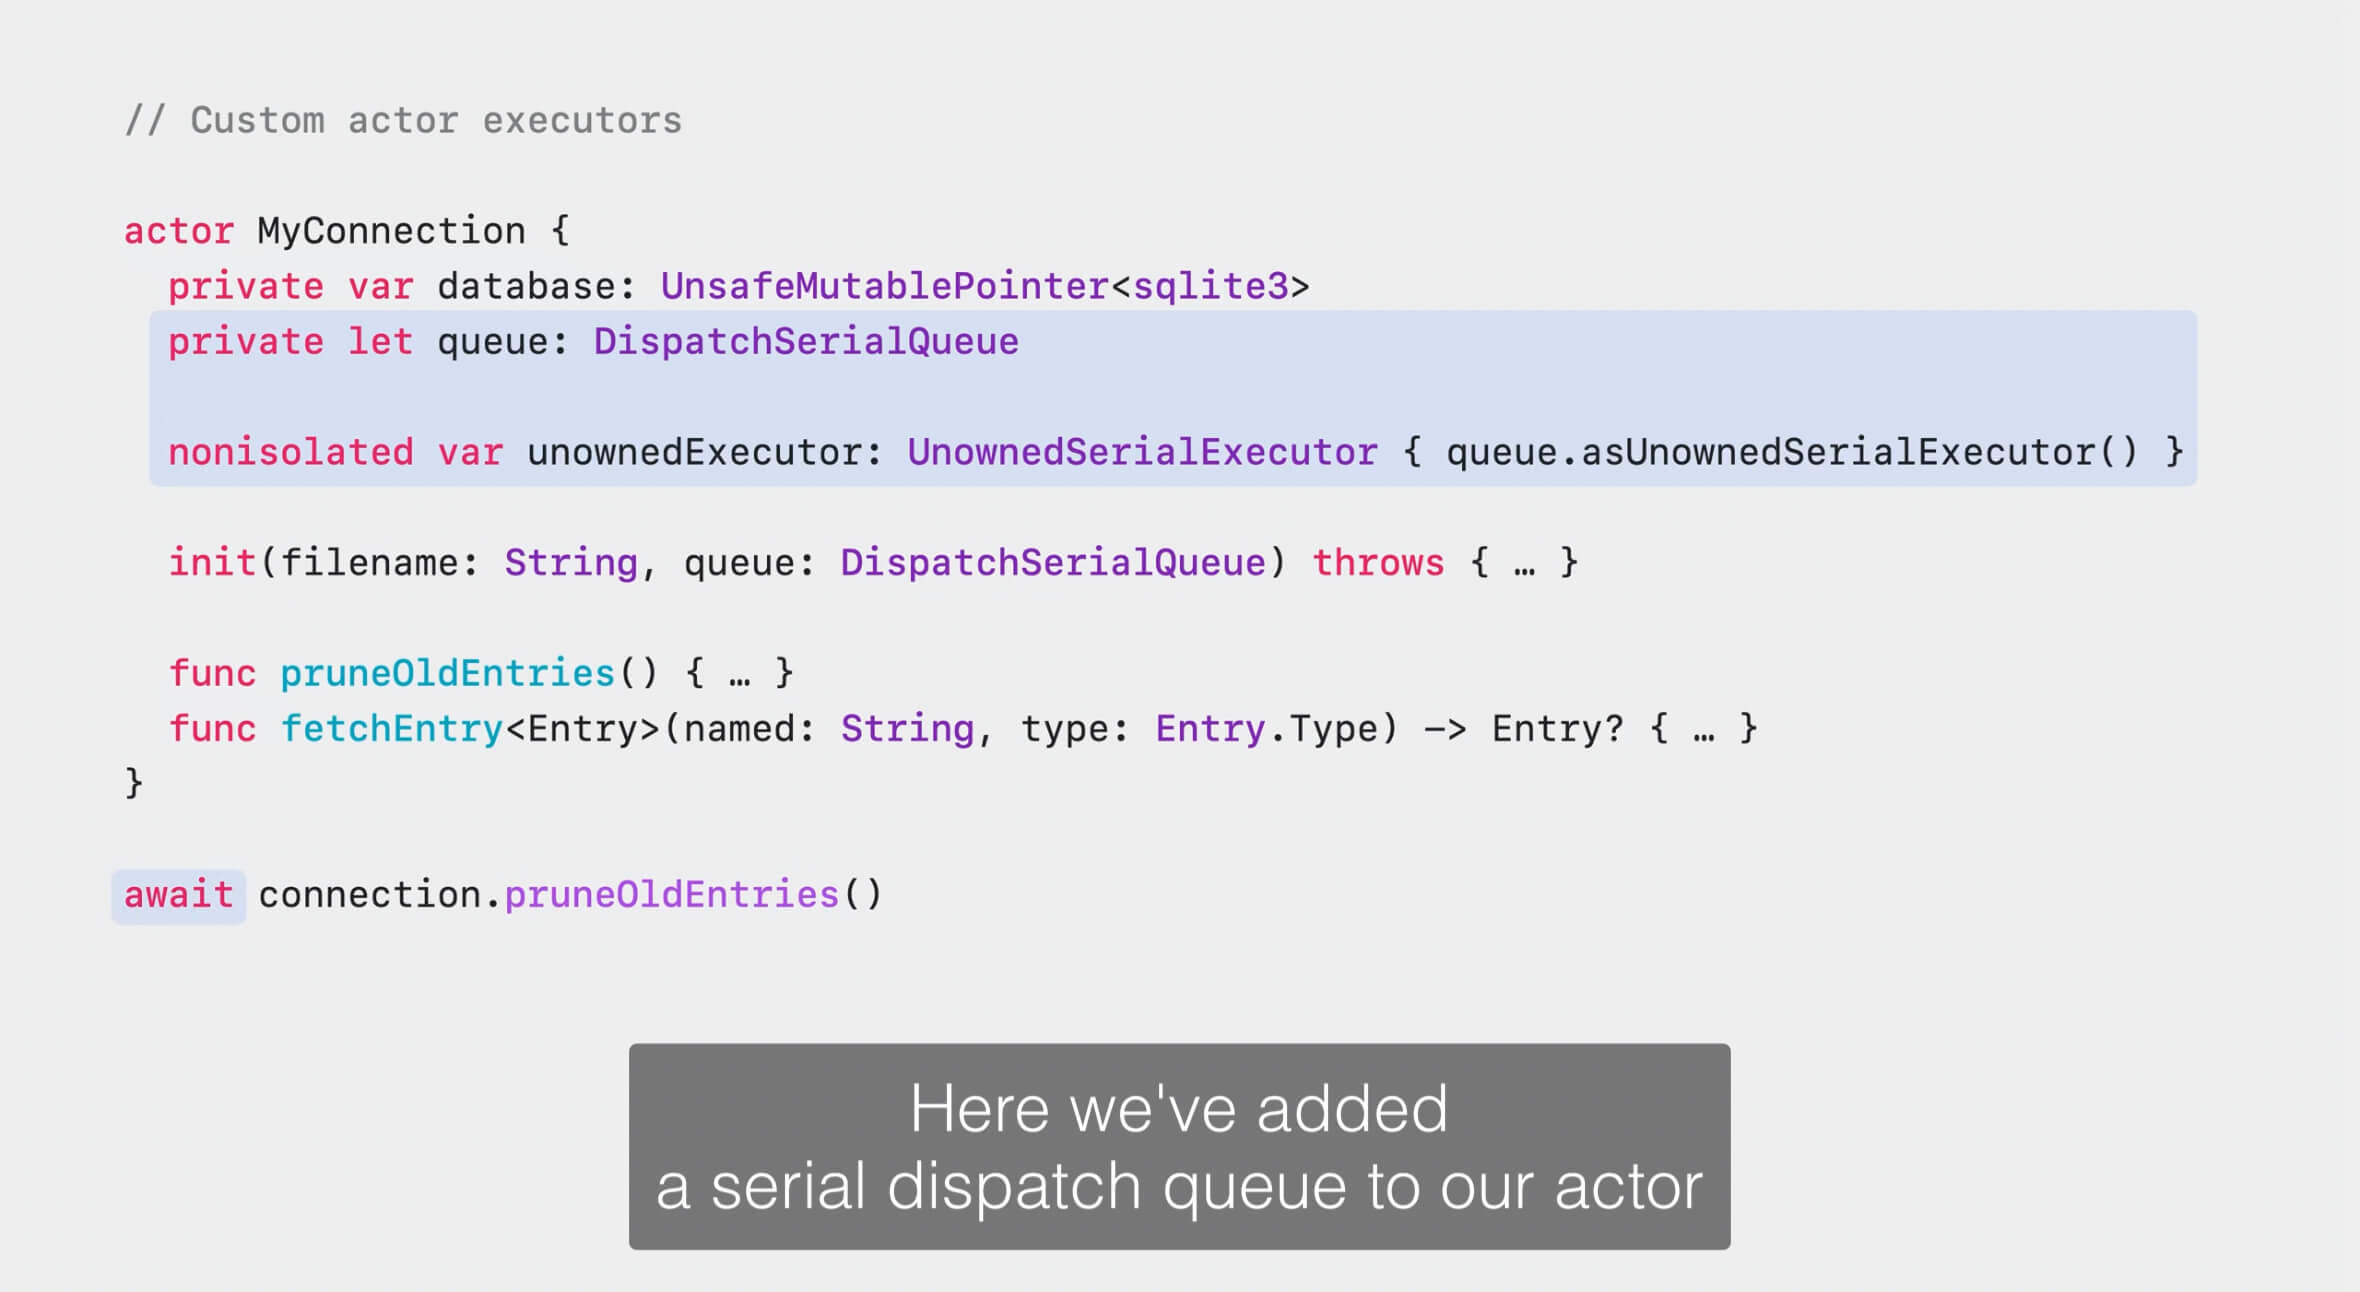 // Custom actor executors
actor MyConnection {
private var database: UnsafeMutablePointer<sqlite3>
private let queue: DispatchSerialQueue
nonisolated var unownedExecutor: UnownedSerialExecutor { queue.asUnownedSerialExecutor() }
init(filename: String, queue: DispatchSerialQueue) throws { … }
func pruneOldEntries() { … }
func fetchEntry<Entry>(named: String, type: Entry.Type) -> Entry? { … }
}
await connection.pruneOldEntries()
Here we've added
a serial dispatch queue to our actor